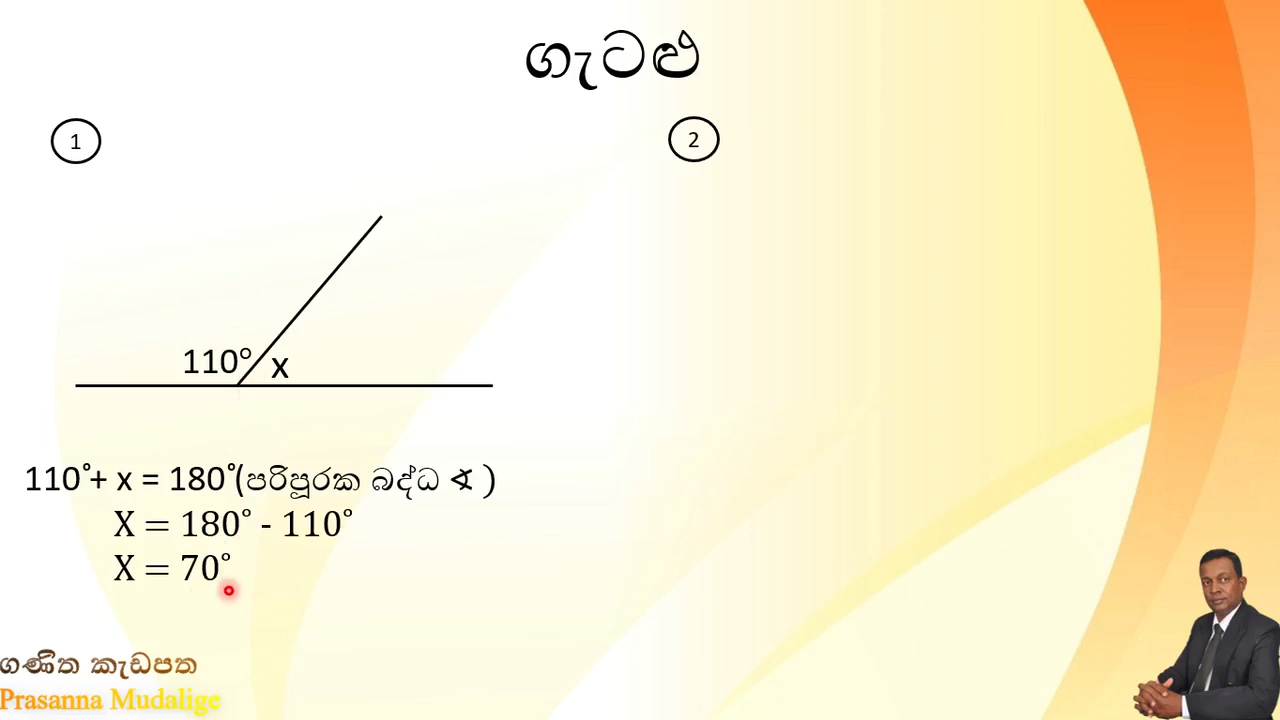 ගැටළු
1
2
110° x
110°+ x = 180°(පරිපූරක බද්ධ ∢ )
X = 180° - 110°
X = 70°
ගණිත කැඩපත
Prasanna Mudalige